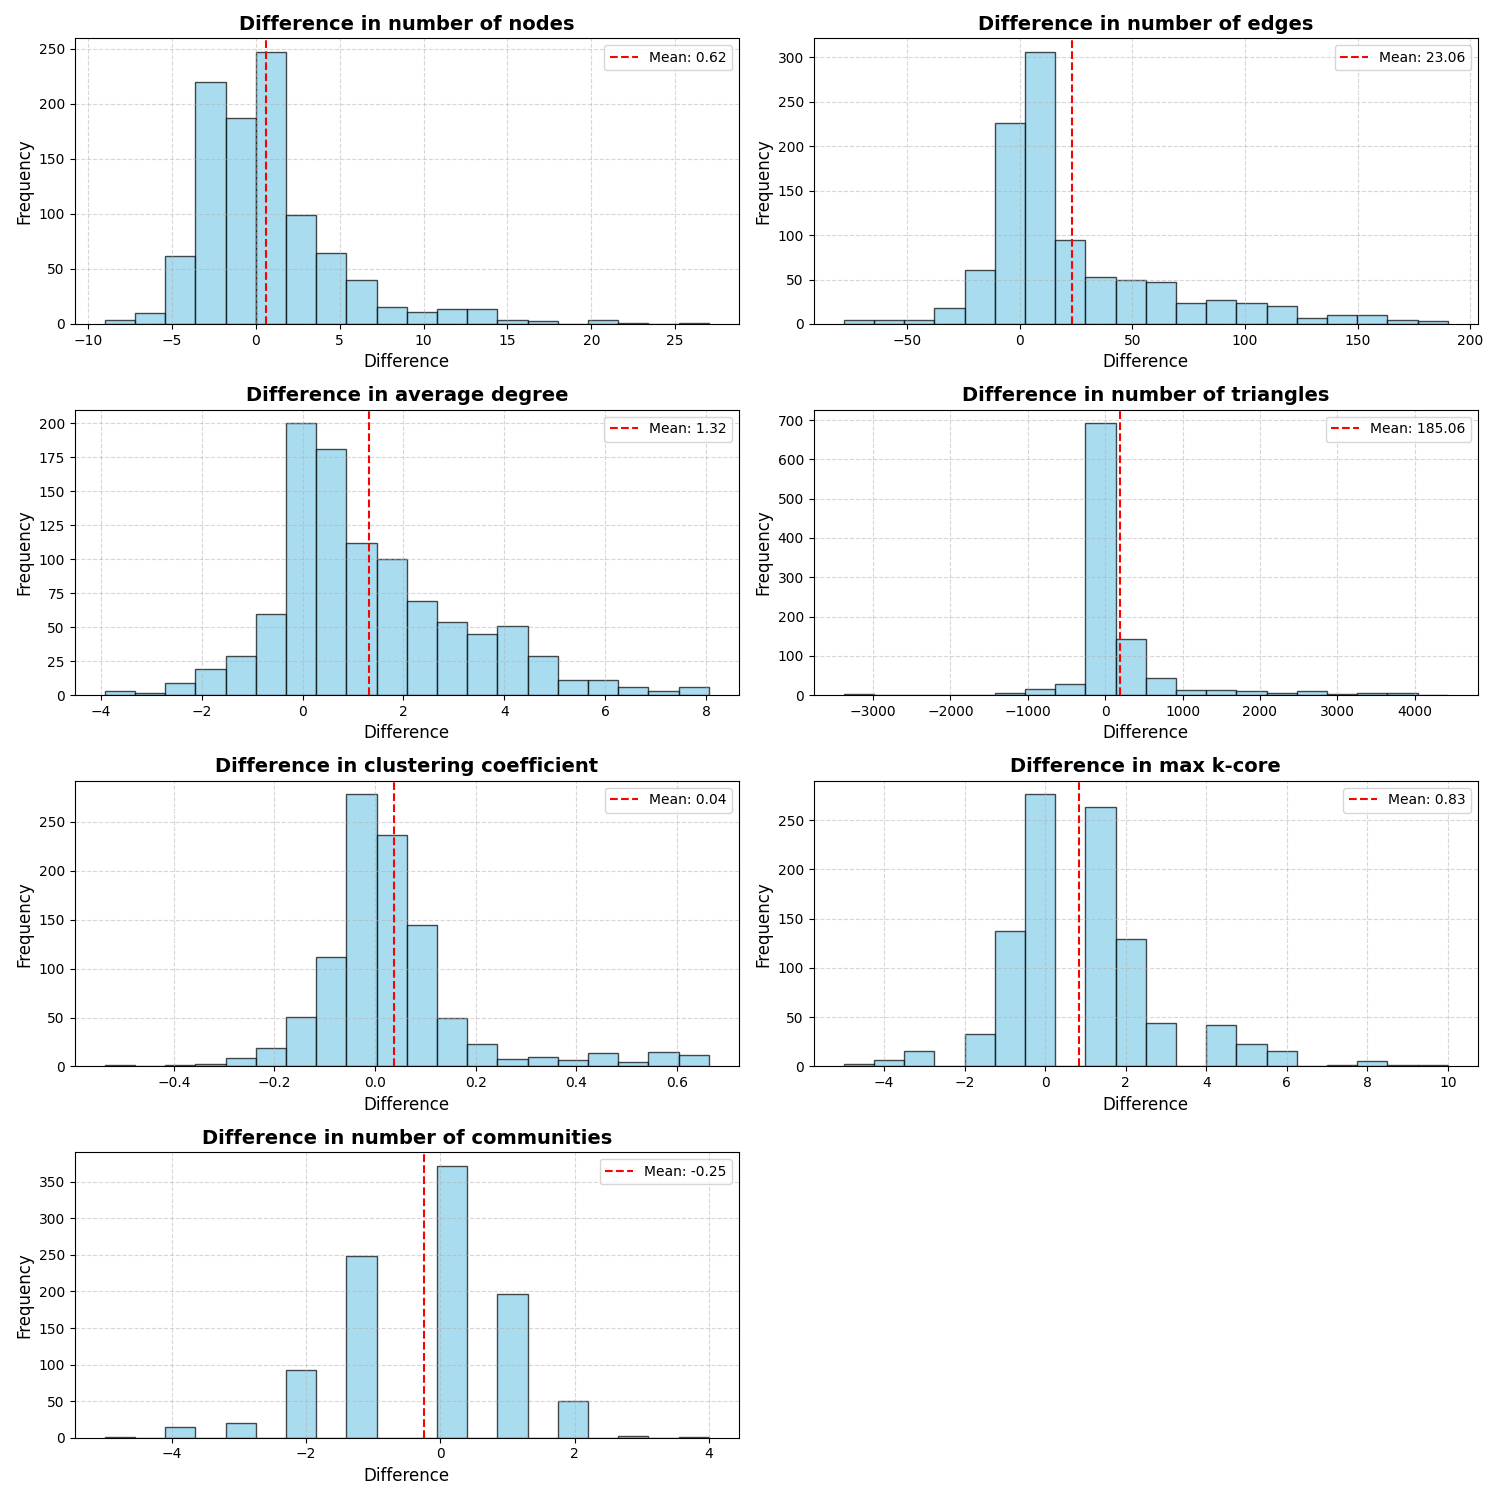 Difference in number of nodes
Mean: 0.62
Frequency
250
200
150
100
50
0
−10 −5 0 5 10 15 20 25
Difference
Difference in number of edges
Mean: 23.06
Frequency
300
250
200
150
100
50
0
−50 0 50 100 150 200
Difference
Difference in average degree
Mean: 1.32
Frequency
200
175
150
125
100
75
50
25
0
−4 −2 0 2 4 6 8
Difference
Difference in number of triangles
Mean: 185.06
Frequency
700
600
500
400
300
200
100
0
−3000 −2000 −1000 0 1000 2000 3000 4000
Difference
Difference in clustering coefficient
Mean: 0.04
Frequency
250
200
150
100
50
0
−0.4 −0.2 0.0 0.2 0.4 0.6
Difference
Difference in max k-core
Mean: 0.83
Frequency
250
200
150
100
50
0
−4 −2 0 2 4 6 8 10
Difference
Difference in number of communities
Mean: -0.25
Frequency
350
300
250
200
150
100
50
0
−4 −2 0 2 4
Difference